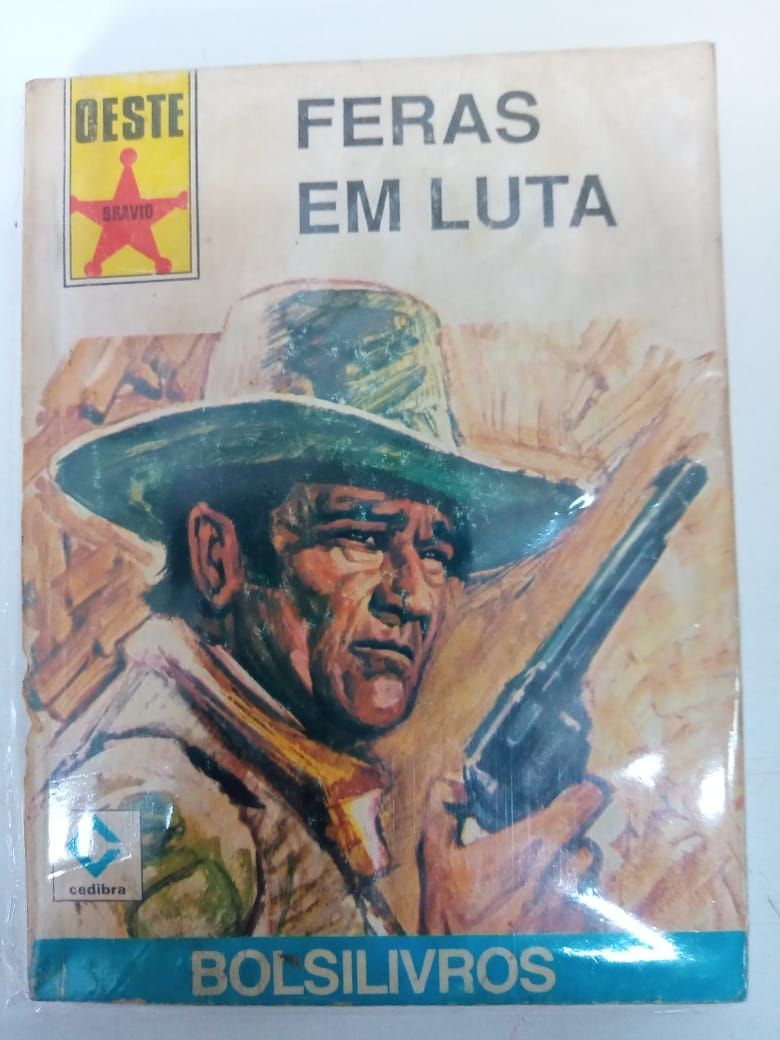 OESTE
BRAVIO
FERAS
EM LUTA
cedibra
BOLSILIVROS